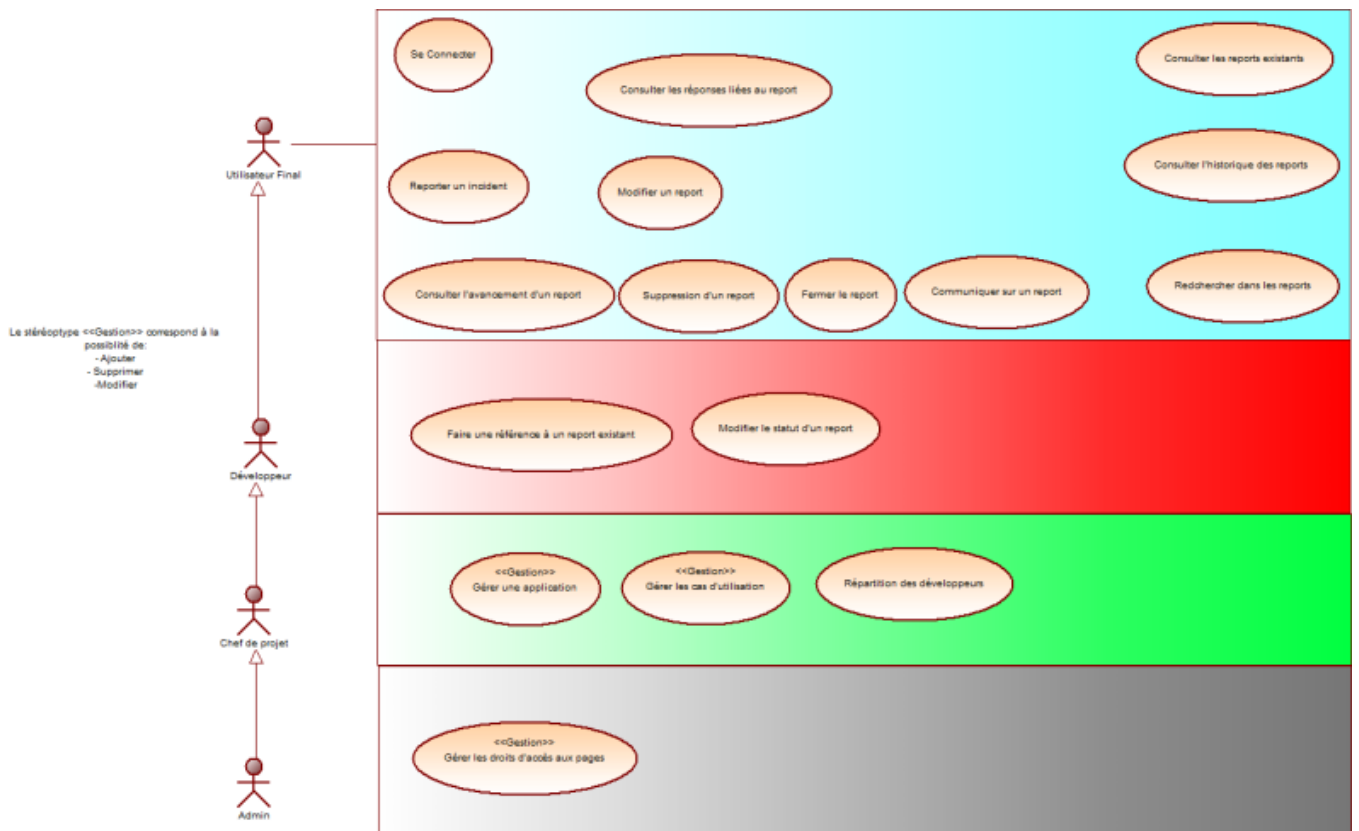 Se Connecter
Consulter les réponses liées au report
Consulter les reports existants
Utilisateur Final
Reporter un incident
Modifier un report
Consulter l'historique des reports
Consulter l'avancement d'un report
Suppression d'un report
Fermer le report
Communiquer sur un report
Redchercher dans les reports
Le stéréoptype <<Gestion>> correspond à la
possiblité de:
- Ajouter
- Supprimer
-Modifier
Développeur
Faire une référence à un report existant
Modifier le statut d'un report
Chef de projet
<<Gestion>>
Gérer une application
<<Gestion>>
Gérer les cas d'utilisation
Répartition des développeurs
Admin
<<Gestion>>
Gérer les droits d'accès aux pages